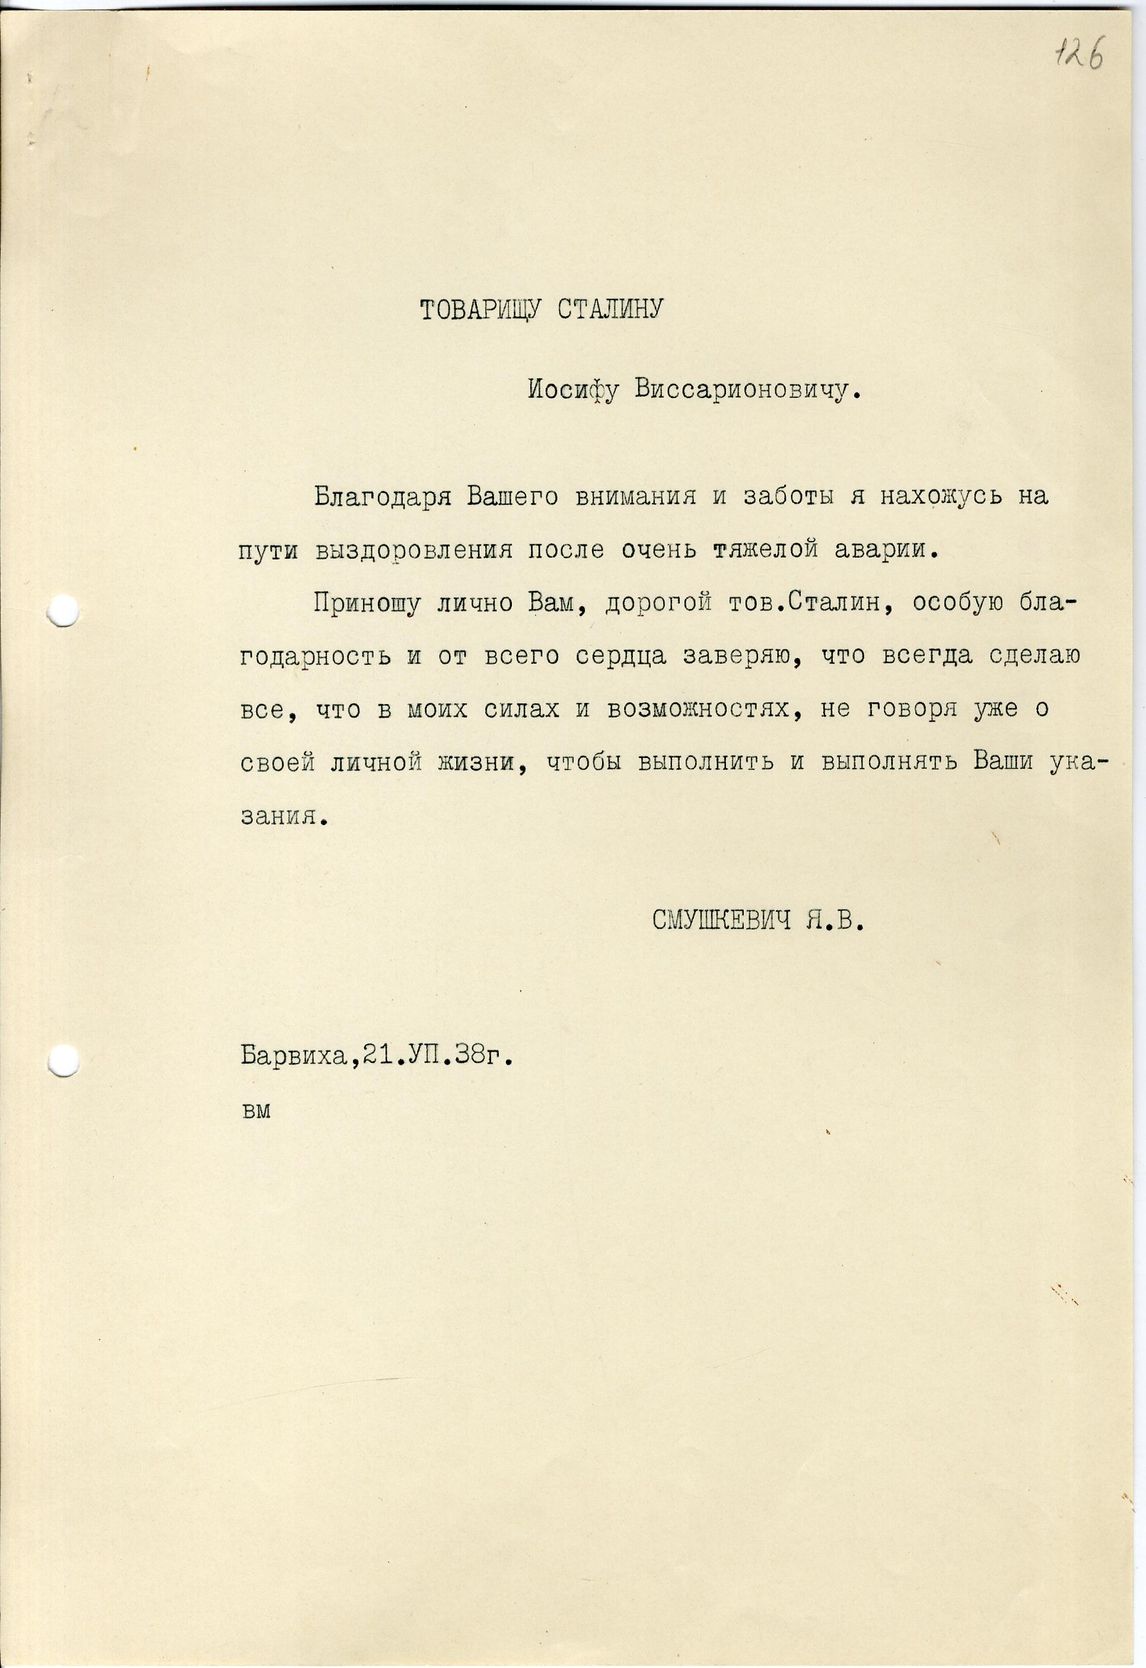 126
ТОВАРИЩУ СТАЛИНУ
Иосифу Виссарионовичу.
Благодаря Вашего внимания и заботы я нахожусь на
пути выздоровления после очень тяжелой аварии.
Приношу лично Вам, дорогой тов.Сталин, особую бла-
годарность и от всего сердца заверяю, что всегда сделаю
все, что в моих силах и возможностях, не говоря уже о
своей личной жизни, чтобы выполнить и выполнять Ваши ука-
зания.
СМУШКЕВИЧ Я.В.
Барвиха,21.УП.38г.
вм